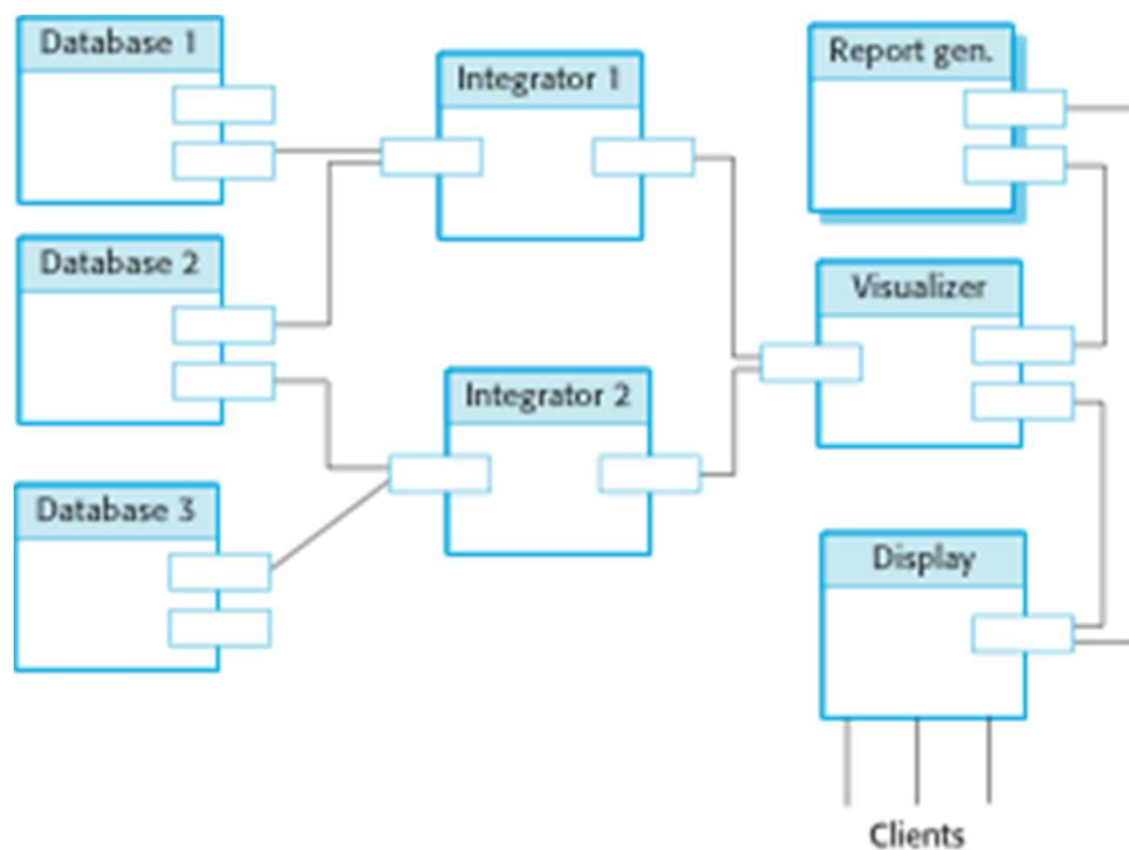 Database 1
Integrator 1
Report gen.
Database 2
Visualizer
Integrator 2
Database 3
Display
Clients